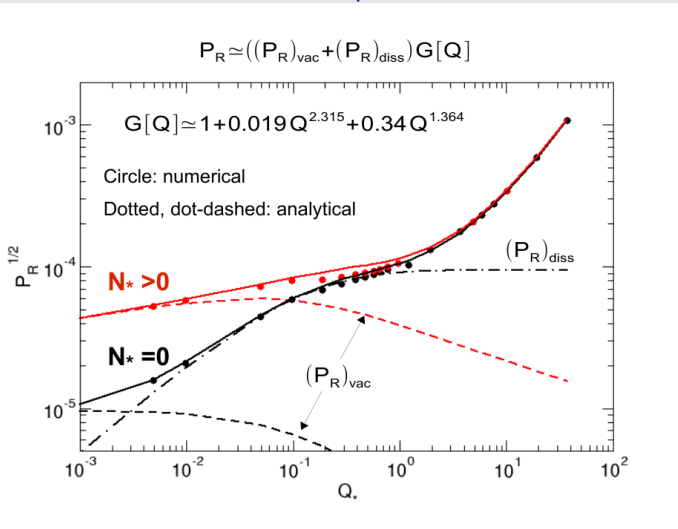 P_R≃((P_R)_vac+(P_R)_diss)G[Q]
G[Q]≃1+0.019Q^2.315+0.34Q^1.364
Circle: numerical
Dotted, dot-dashed: analytical
(P_R)_diss
N* >0
N* =0
(P_R)_vac
P_R^1/2
10^-3
10^-4
10^-5
10^-3 10^-2 10^-1 10^0 10^1 10^2
Q*